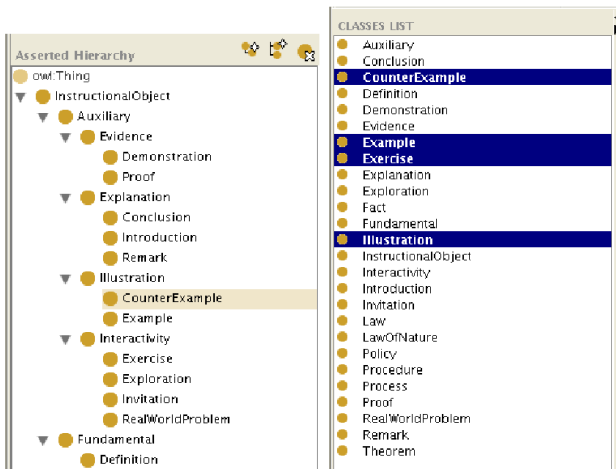 Asserted Hierarchy
owl:Thing
InstructionalObject
Auxiliary
Evidence
Demonstration
Proof
Explanation
Conclusion
Introduction
Remark
Illustration
CounterExample
Example
Interactivity
Exercise
Exploration
Invitation
RealWorldProblem
Fundamental
Definition
CLASSES LIST
Auxiliary
Conclusion
CounterExample
Definition
Demonstration
Evidence
Example
Exercise
Explanation
Exploration
Fact
Fundamental
Illustration
InstructionalObject
Interactivity
Introduction
Invitation
Law
LawOfNature
Policy
Procedure
Process
Proof
RealWorldProblem
Remark
Theorem